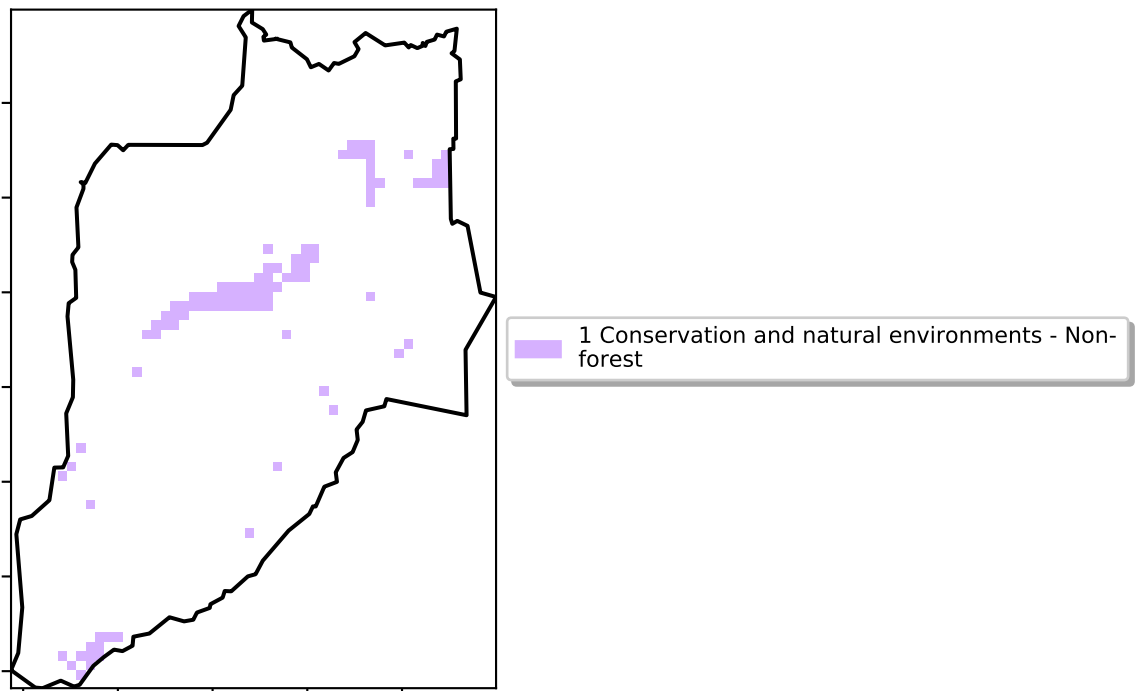 1 Conservation and natural environments - Non-
forest